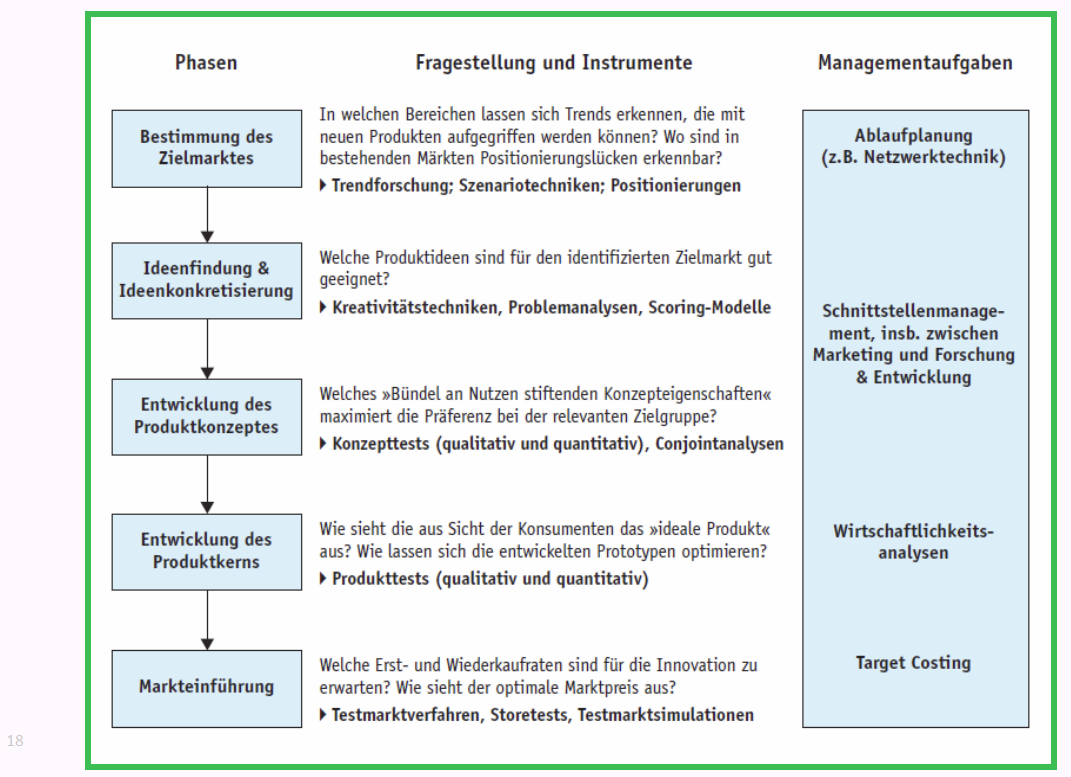 Phasen
Fragestellung und Instrumente
Managementaufgaben
Bestimmung des
Zielmarktes
In welchen Bereichen lassen sich Trends erkennen, die mit
neuen Produkten aufgegriffen werden können? Wo sind in
bestehenden Märkten Positionierungslücken erkennbar?
Trendforschung; Szenariotechniken; Positionierungen
Ablaufplanung
(z.B. Netzwerktechnik)
Ideenfindung &
Ideenkonkretisierung
Welche Produktideen sind für den identifizierten Zielmarkt gut
geeignet?
Kreativitätstechniken, Problemanalysen, Scoring-Modelle
Schnittstellenmanage-
ment, insb. zwischen
Marketing und Forschung
& Entwicklung
Entwicklung des
Produktkonzeptes
Welches »Bündel an Nutzen stiftenden Konzepteigenschaften«
maximiert die Präferenz bei der relevanten Zielgruppe?
Konzepttests (qualitativ und quantitativ), Conjointanalysen
Entwicklung des
Produktkerns
Wie sieht die aus Sicht der Konsumenten das »ideale Produkt«
aus? Wie lassen sich die entwickelten Prototypen optimieren?
Produkttests (qualitativ und quantitativ)
Wirtschaftlichkeits-
analysen
Markteinführung
Welche Erst- und Wiederkaufraten sind für die Innovation zu
erwarten? Wie sieht der optimale Marktpreis aus?
Testmarktverfahren, Storetests, Testmarktsimulationen
Target Costing
18